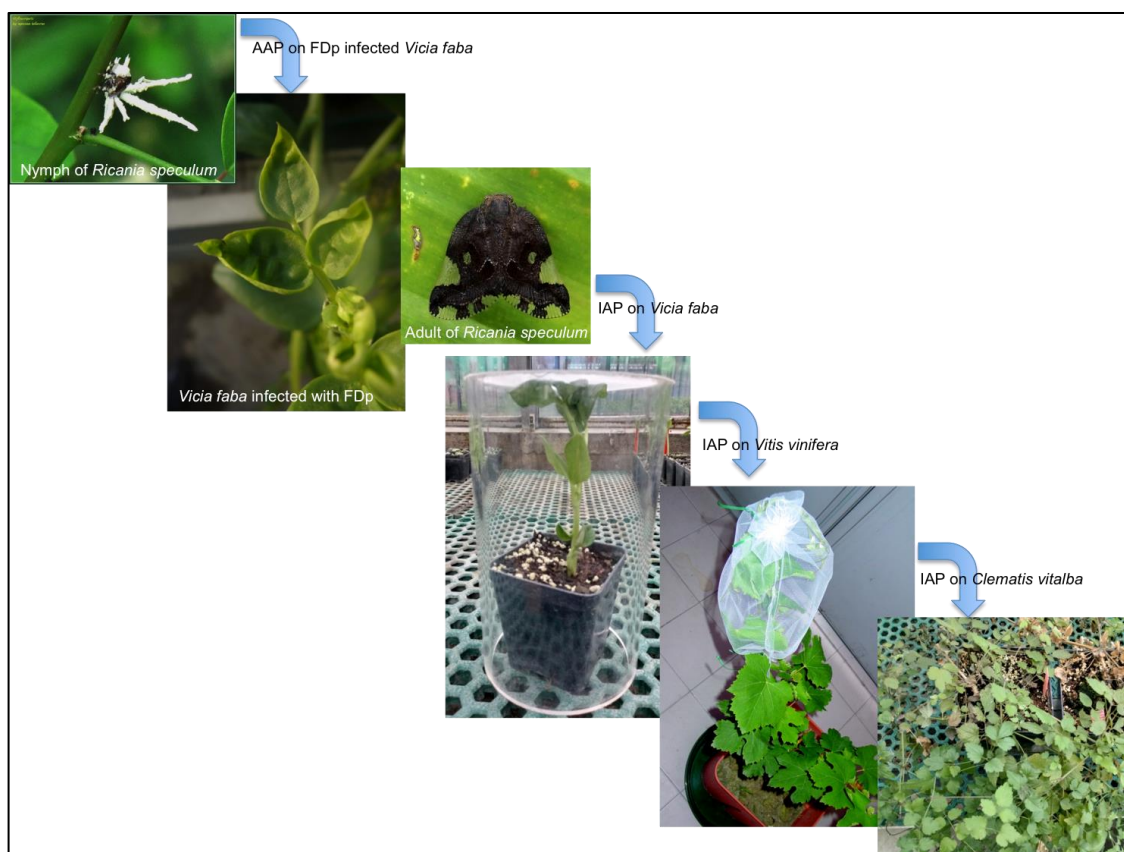 AAP on FDp infected Vicia faba
Nymph of Ricania speculum
Adult of Ricania speculum
IAP on Vicia faba
Vicia faba infected with FDp
IAP on Vitis vinifera
IAP on Clematis vitalba